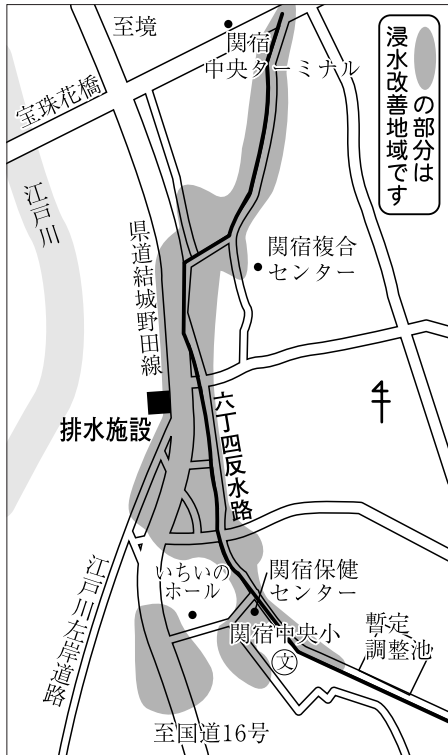 の部分は
浸水改善地域です
至境
関宿
中央ターミナル
宝珠花橋
江戸川
県道結城野田線
関宿複合
センター
排水施設
六丁四反水路
江戸川左岸道路
いちいの
ホール
関宿保健
センター
関宿中央小
文
暫定
調整池
至国道16号